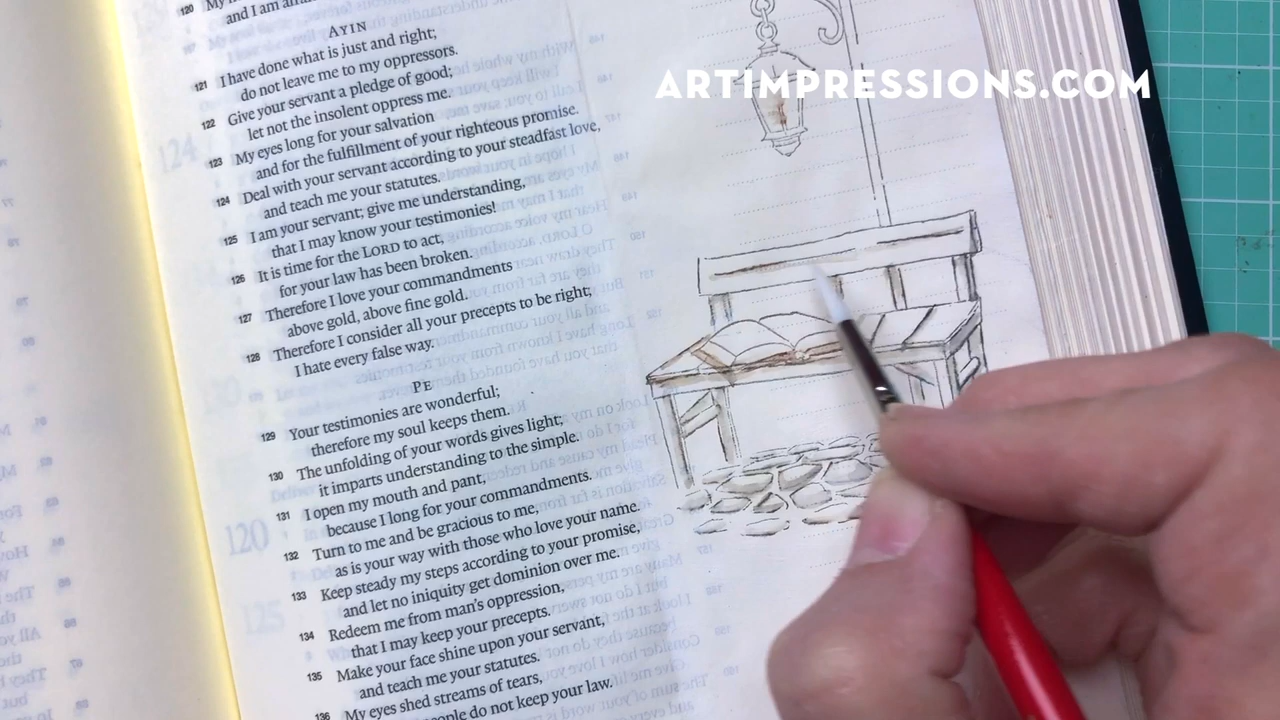 120 My
and I am
AYIN
121 I have done what is just and right;
do not leave me to my oppressors.
122 Give your servant a pledge of good;
let not the insolent oppress me.
123 My eyes long for your salvation
and for the fulfillment of your righteous promise.
124 Deal with your servant according to your steadfast love,
and teach me your statutes.
125 I am your servant; give me understanding,
that I may know your testimonies!
126 It is time for the LORD to act,
for your law has been broken.
127 Therefore I love your commandments
above gold, above fine gold.
128 Therefore I consider all your precepts to be right;
I hate every false way.
PE
129 Your testimonies are wonderful;
therefore my soul keeps them.
130 The unfolding of your words gives light;
it imparts understanding to the simple.
131 I open my mouth and pant,
because I long for your commandments.
132 Turn to me and be gracious to me,
as is your way with those who love your name.
133 Keep steady my steps according to your promise,
and let no iniquity get dominion over me.
134 Redeem me from man's oppression,
that I may keep your precepts.
135 Make your face shine upon your servant,
and teach me your statutes.
136 My eyes shed streams of tears,
people do not keep your law.
ARTIMPRESSIONS.COM